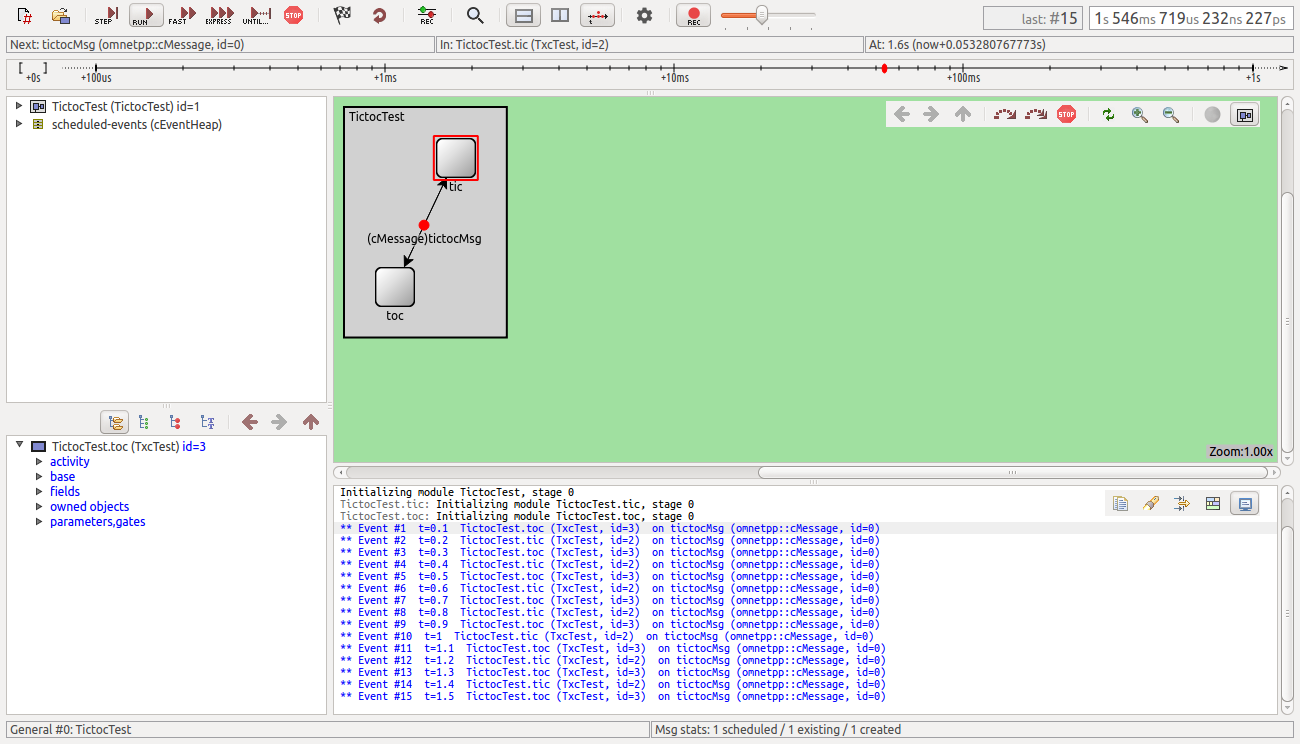 STEP RUN FAST EXPRESS UNTIL... STOP REC REC last: #15 1s 546ms 719us 232ns 227ps
Next: tictocMsg (omnetpp::cMessage, id=0) In: TictocTest.tic (TxcTest, id=2) At: 1.6s (now+0.053280767773s)
[ ]
+0s +100us +1ms +10ms +100ms +1s
TictocTest (TictocTest) id=1
scheduled-events (cEventHeap)
TictocTest
STOP
tic
(cMessage)tictocMsg
toc
Zoom:1.00x
TictocTest.toc (TxcTest) id=3
activity
base
fields
owned objects
parameters,gates
Initializing module TictocTest, stage 0
TictocTest.tic: Initializing module TictocTest.tic, stage 0
TictocTest.toc: Initializing module TictocTest.toc, stage 0
** Event #1 t=0.1 TictocTest.toc (TxcTest, id=3) on tictocMsg (omnetpp::cMessage, id=0)
** Event #2 t=0.2 TictocTest.tic (TxcTest, id=2) on tictocMsg (omnetpp::cMessage, id=0)
** Event #3 t=0.3 TictocTest.toc (TxcTest, id=3) on tictocMsg (omnetpp::cMessage, id=0)
** Event #4 t=0.4 TictocTest.tic (TxcTest, id=2) on tictocMsg (omnetpp::cMessage, id=0)
** Event #5 t=0.5 TictocTest.toc (TxcTest, id=3) on tictocMsg (omnetpp::cMessage, id=0)
** Event #6 t=0.6 TictocTest.tic (TxcTest, id=2) on tictocMsg (omnetpp::cMessage, id=0)
** Event #7 t=0.7 TictocTest.toc (TxcTest, id=3) on tictocMsg (omnetpp::cMessage, id=0)
** Event #8 t=0.8 TictocTest.tic (TxcTest, id=2) on tictocMsg (omnetpp::cMessage, id=0)
** Event #9 t=0.9 TictocTest.toc (TxcTest, id=3) on tictocMsg (omnetpp::cMessage, id=0)
** Event #10 t=1 TictocTest.tic (TxcTest, id=2) on tictocMsg (omnetpp::cMessage, id=0)
** Event #11 t=1.1 TictocTest.toc (TxcTest, id=3) on tictocMsg (omnetpp::cMessage, id=0)
** Event #12 t=1.2 TictocTest.tic (TxcTest, id=2) on tictocMsg (omnetpp::cMessage, id=0)
** Event #13 t=1.3 TictocTest.toc (TxcTest, id=3) on tictocMsg (omnetpp::cMessage, id=0)
** Event #14 t=1.4 TictocTest.tic (TxcTest, id=2) on tictocMsg (omnetpp::cMessage, id=0)
** Event #15 t=1.5 TictocTest.toc (TxcTest, id=3) on tictocMsg (omnetpp::cMessage, id=0)
General #0: TictocTest Msg stats: 1 scheduled / 1 existing / 1 created